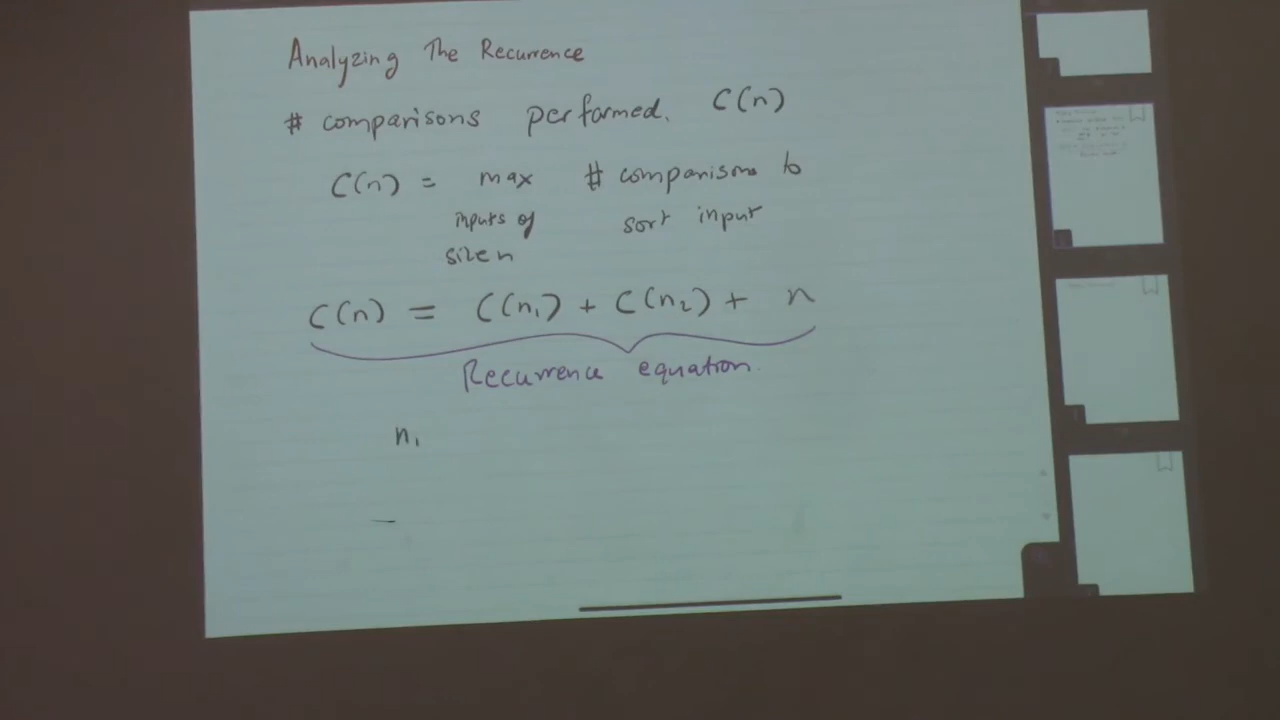 Analyzing The Recurrence
# comparisons performed. C(n)
C(n) = max # comparisons to
inputs of sort input
size n
C(n) = C(n₁) + C(n₂) + n
Recurrence equation.
n₁